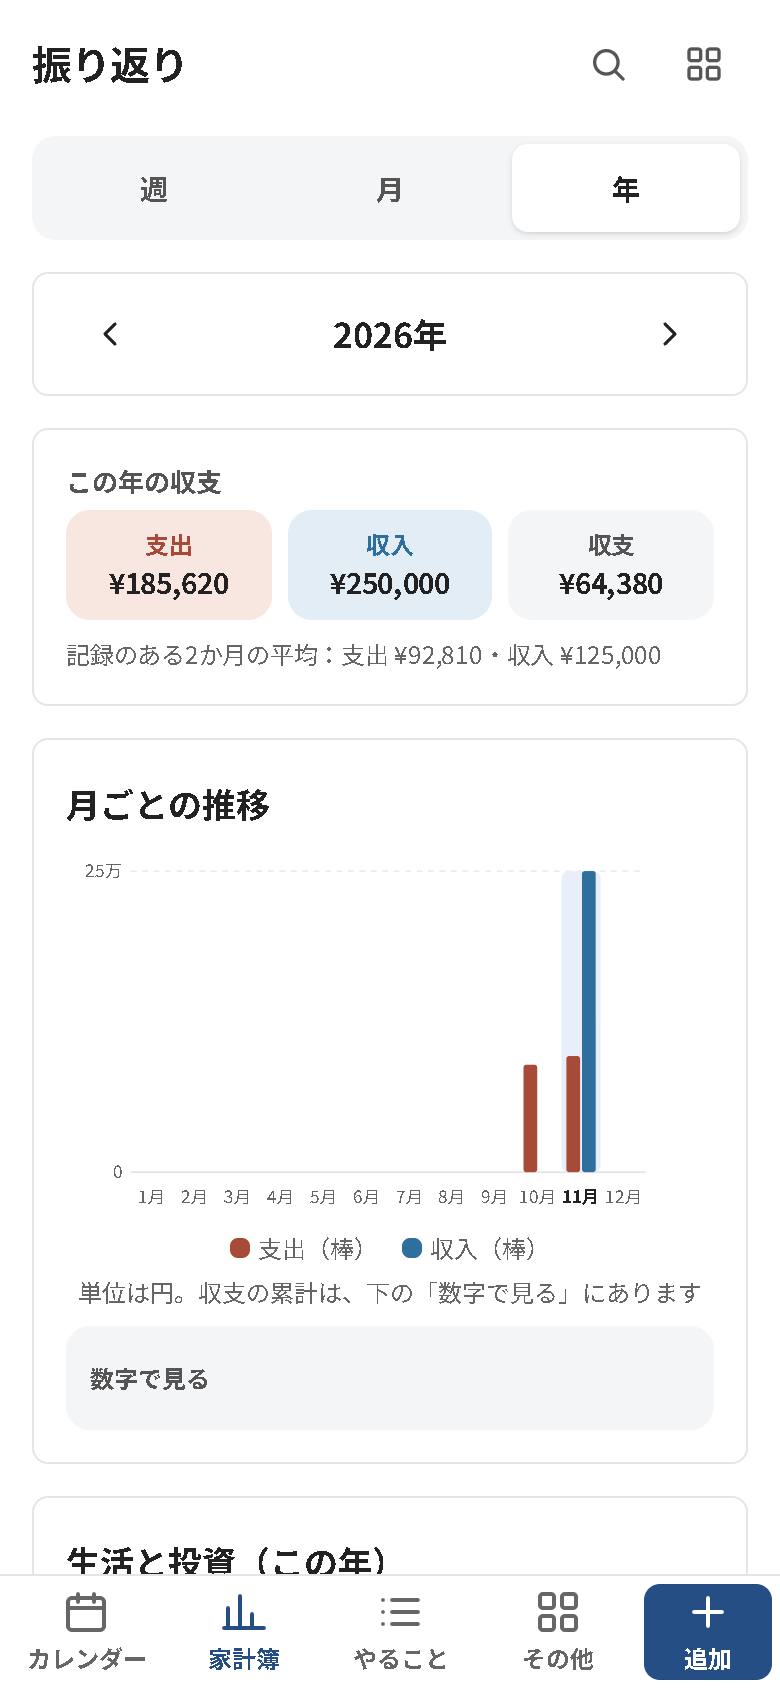 振り返り
週 月 年
2026年
この年の収支
支出 収入 収支
¥185,620 ¥250,000 ¥64,380
記録のある2か月の平均：支出 ¥92,810・収入 ¥125,000
月ごとの推移
25万
0
1月 2月 3月 4月 5月 6月 7月 8月 9月 10月 11月 12月
支出（棒） 収入（棒）
単位は円。収支の累計は、下の「数字で見る」にあります
数字で見る
生活と投資（この年）
カレンダー 家計簿 やること その他 追加